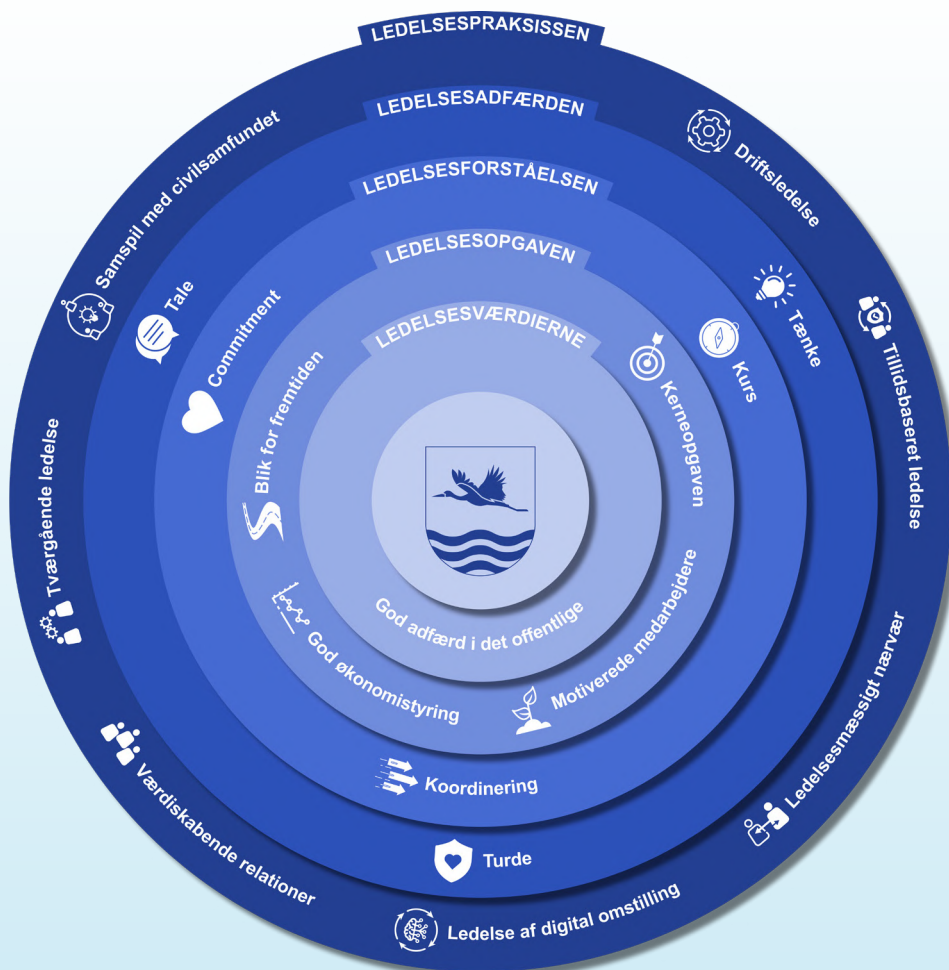 LEDELSESPRAKSISSEN
Driftsledelse
Tillidsbaseret ledelse
Ledelsesmæssigt nærvær
Ledelse af digital omstilling
Værdiskabende relationer
Tværgående ledelse
Samspil med civilsamfundet
LEDELSESADFÆRDEN
Tænke
Turde
Tale
LEDELSESFORSTÅELSEN
Kurs
Koordinering
Commitment
LEDELSESOPGAVEN
Kerneopgaven
Motiverede medarbejdere
God økonomistyring
Blik for fremtiden
LEDELSESVÆRDIERNE
God adfærd i det offentlige